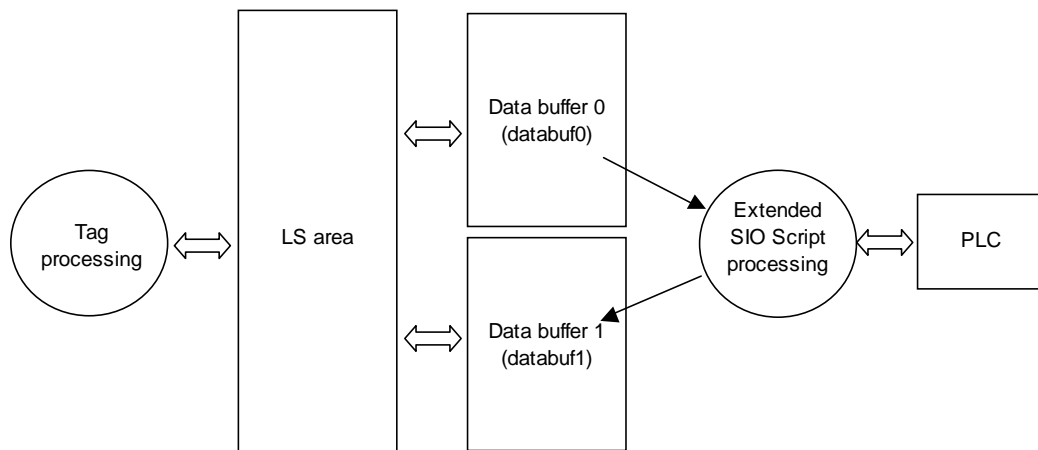 Tag
processing
LS area
Data buffer 0
(databuf0)
Data buffer 1
(databuf1)
Extended
SIO Script
processing
PLC